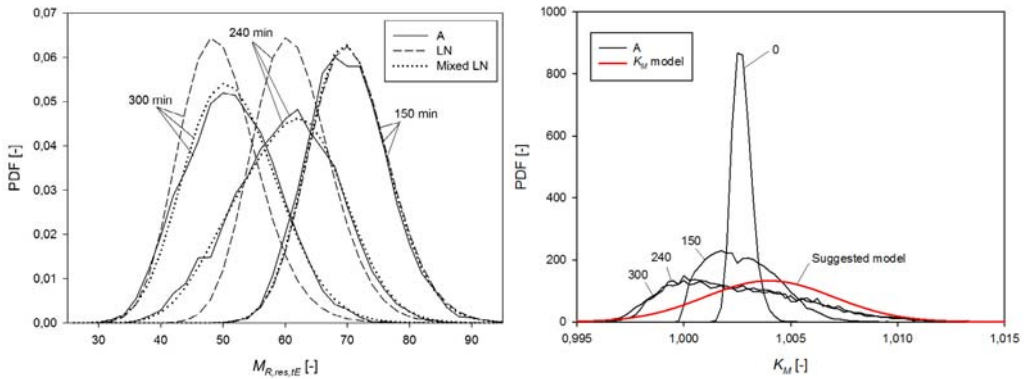 0,07
0,06
0,05
0,04
0,03
0,02
0,01
0,00
PDF [-]
240 min
300 min
150 min
A
LN
Mixed LN
30 40 50 60 70 80 90
M_R,res,tE [-]
1000
800
600
400
200
0
PDF [-]
A
K_M model
0
150
240
300
Suggested model
0,995 1,000 1,005 1,010 1,015
K_M [-]